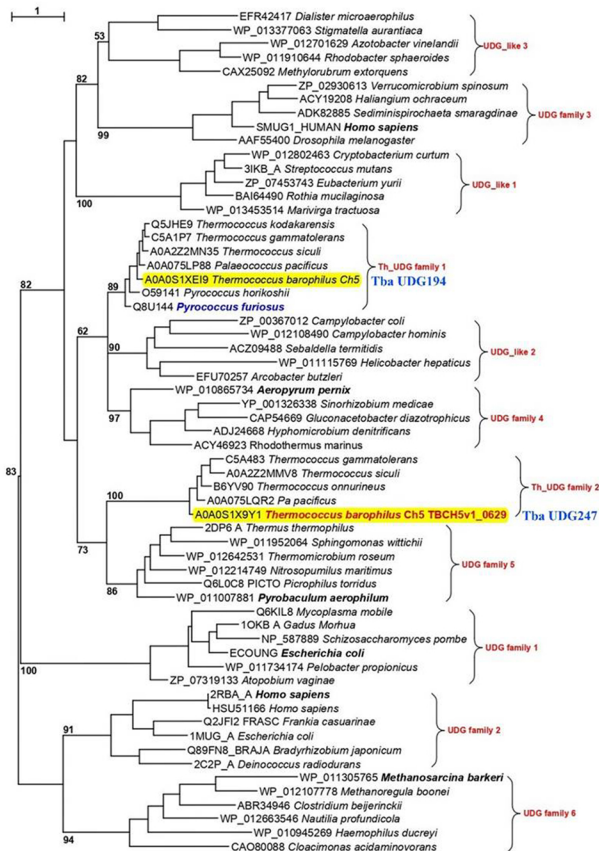 1
EFR42417 Dialister microaerophilus
53
WP_013377063 Stigmatella aurantiaca
WP_012701629 Azotobacter vinelandii
UDG_like 3
WP_011910644 Rhodobacter sphaeroides
82
CAX25092 Methylorubrum extorquens
ZP_02930613 Verrucomicrobium spinosum
ACY19208 Haliangium ochraceum
ADK82885 Sediminispirochaeta smaragdinae
UDG family 3
SMUG1_HUMAN Homo sapiens
99
AAF55400 Drosophila melanogaster
WP_012802463 Cryptobacterium curtum
3IKB_A Streptococcus mutans
ZP_07453743 Eubacterium yurii
UDG_like 1
BAI64490 Rothia mucilaginosa
100
WP_013453514 Marivirga tractuosa
Q5JHE9 Thermococcus kodakarensis
C5A1P7 Thermococcus gammatolerans
A0A2Z2MN35 Thermococcus siculi
A0A075LP88 Palaeococcus pacificus
Th_UDG family 1
A0A0S1XEI9 Thermococcus barophilus Ch5
Tba UDG194
82
89
O59141 Pyrococcus horikoshii
Q8U144 Pyrococcus furiosus
ZP_00367012 Campylobacter coli
62
WP_012108490 Campylobacter hominis
90
ACZ09488 Sebaldella termitidis
UDG_like 2
WP_011115769 Helicobacter hepaticus
EFU70257 Arcobacter butzleri
WP_010865734 Aeropyrum pernix
YP_001326338 Sinorhizobium medicae
CAP54669 Gluconacetobacter diazotrophicus
UDG family 4
97
ADJ24668 Hyphomicrobium denitrificans
ACY46923 Rhodothermus marinus
C5A483 Thermococcus gammatolerans
83
A0A2Z2MMV8 Thermococcus siculi
B6YV90 Thermococcus onnurineus
Th_UDG family 2
100
A0A075LQR2 Pa pacificus
A0A0S1X9Y1 Thermococcus barophilus Ch5 TBCH5v1_0629
Tba UDG247
2DP6 A Thermus thermophilus
73
WP_011952064 Sphingomonas wittichii
WP_012642531 Thermomicrobium roseum
UDG family 5
WP_012214749 Nitrosopumilus maritimus
Q6L0C8 PICTO Picrophilus torridus
86
WP_011007881 Pyrobaculum aerophilum
Q6KIL8 Mycoplasma mobile
1OKB A Gadus Morhua
NP_587889 Schizosaccharomyces pombe
UDG family 1
ECOUNG Escherichia coli
100
WP_011734174 Pelobacter propionicus
ZP_07319133 Atopobium vaginae
2RBA_A Homo sapiens
HSU51166 Homo sapiens
91
Q2JFI2 FRASC Frankia casuarinae
UDG family 2
1MUG_A Escherichia coli
Q89FN8_BRAJA Bradyrhizobium japonicum
2C2P_A Deinococcus radiodurans
WP_011305765 Methanosarcina barkeri
WP_012107778 Methanoregula boonei
ABR34946 Clostridium beijerinckii
UDG family 6
WP_012663546 Nautilia profundicola
94
WP_010945269 Haemophilus ducreyi
CAO80088 Cloacimonas acidaminovorans